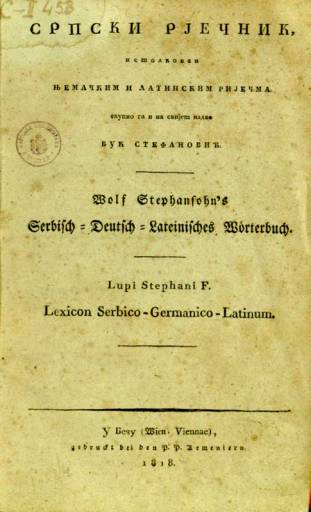 С-II 458
СРПСКИ РЈЕЧНИК,
истолкован
ЊЕМАЧКИМ И ЛАТИНСКИМ РИЈЕЧМА.
скупио га и на свијет издао
ВУК СТЕФАНОВИЋ.
Wolf Stephansohn's
Serbisch-Deutsch-Lateinisches Wörterbuch.
Lupi Stephani F.
Lexicon Serbico-Germanico-Latinum.
У Бечу (Wien, Viennae),
gedruckt bei den P. P. Armeniern.
1818.